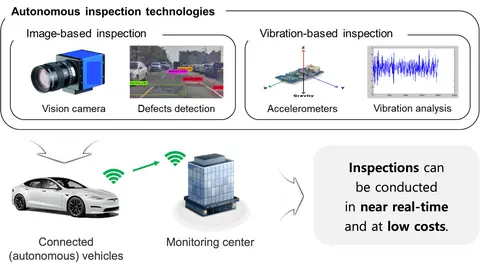 Autonomous inspection technologies
Image-based inspection
Vibration-based inspection
Gravity
Vision camera
Defects detection
Accelerometers
Vibration analysis
Inspections can
be conducted
in near real-time
and at low costs.
Connected
(autonomous) vehicles
Monitoring center